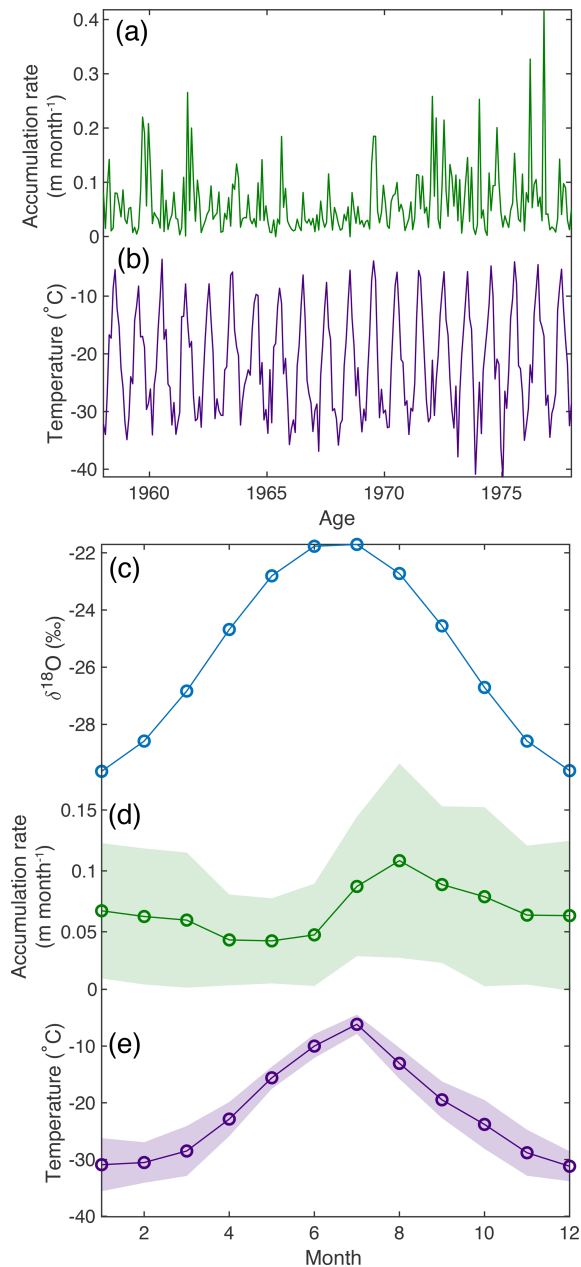 (a)
0.4
0.3
0.2
0.1
0
Accumulation rate
(m month⁻¹)
(b)
-10
-20
-30
-40
Temperature (˚C)
1960 1965 1970 1975
Age
(c)
-22
-24
-26
-28
δ¹⁸O (‰)
(d)
0.15
0.1
0.05
0
Accumulation rate
(m month⁻¹)
(e)
-10
-20
-30
-40
Temperature (˚C)
2 4 6 8 10 12
Month